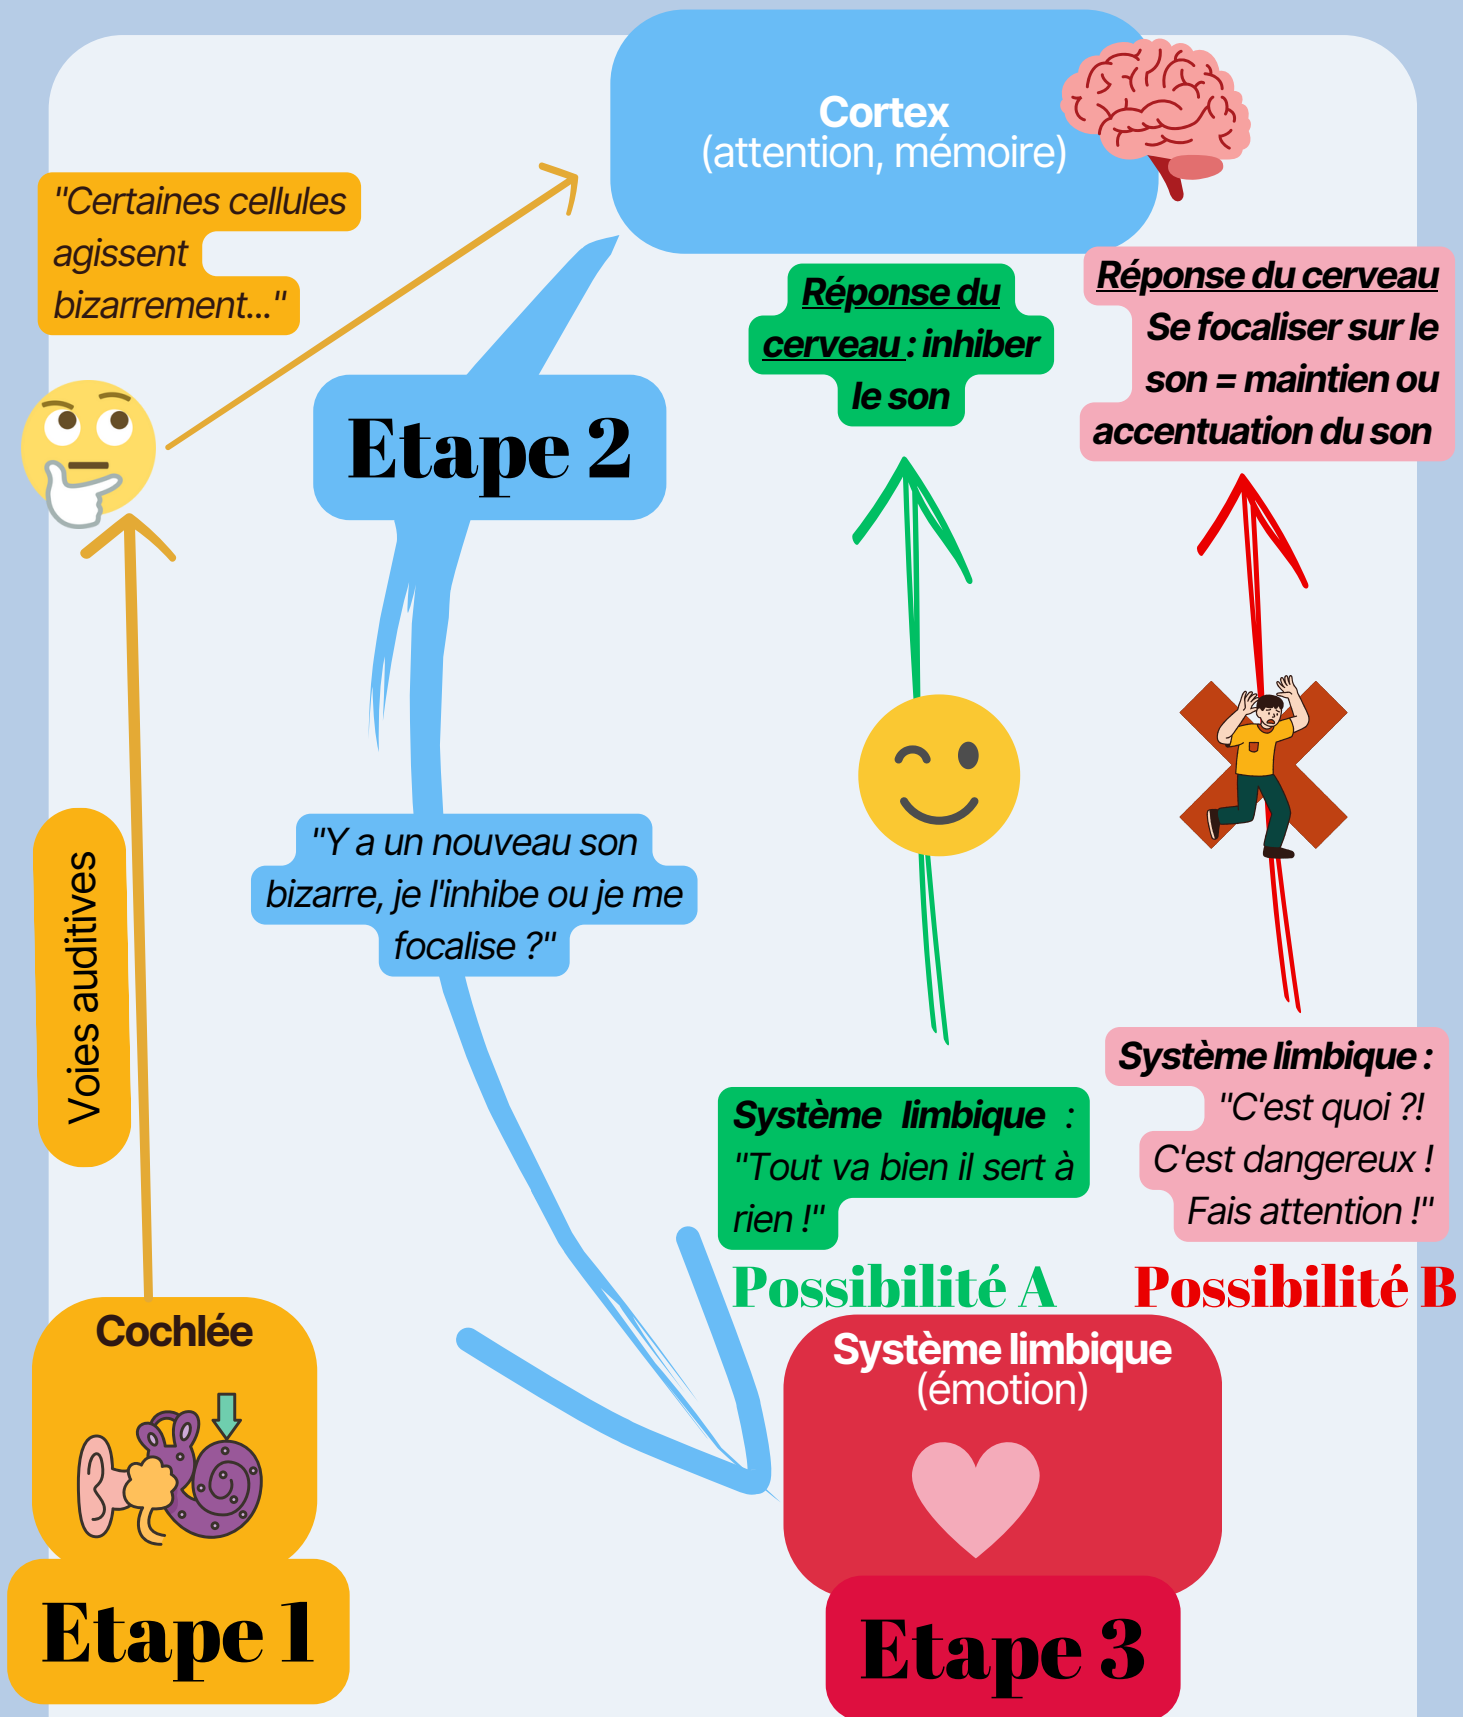 Cortex
(attention, mémoire)
"Certaines cellules
agissent
bizarrement..."
Réponse du
cerveau : inhiber
le son
Réponse du cerveau
Se focaliser sur le
son = maintien ou
accentuation du son
Etape 2
"Y a un nouveau son
bizarre, je l'inhibe ou je me
focalise ?"
Voies auditives
Système limbique :
"Tout va bien il sert à
rien !"
Système limbique :
"C'est quoi ?!
C'est dangereux !
Fais attention !"
Possibilité A
Possibilité B
Cochlée
Système limbique
(émotion)
Etape 1
Etape 3